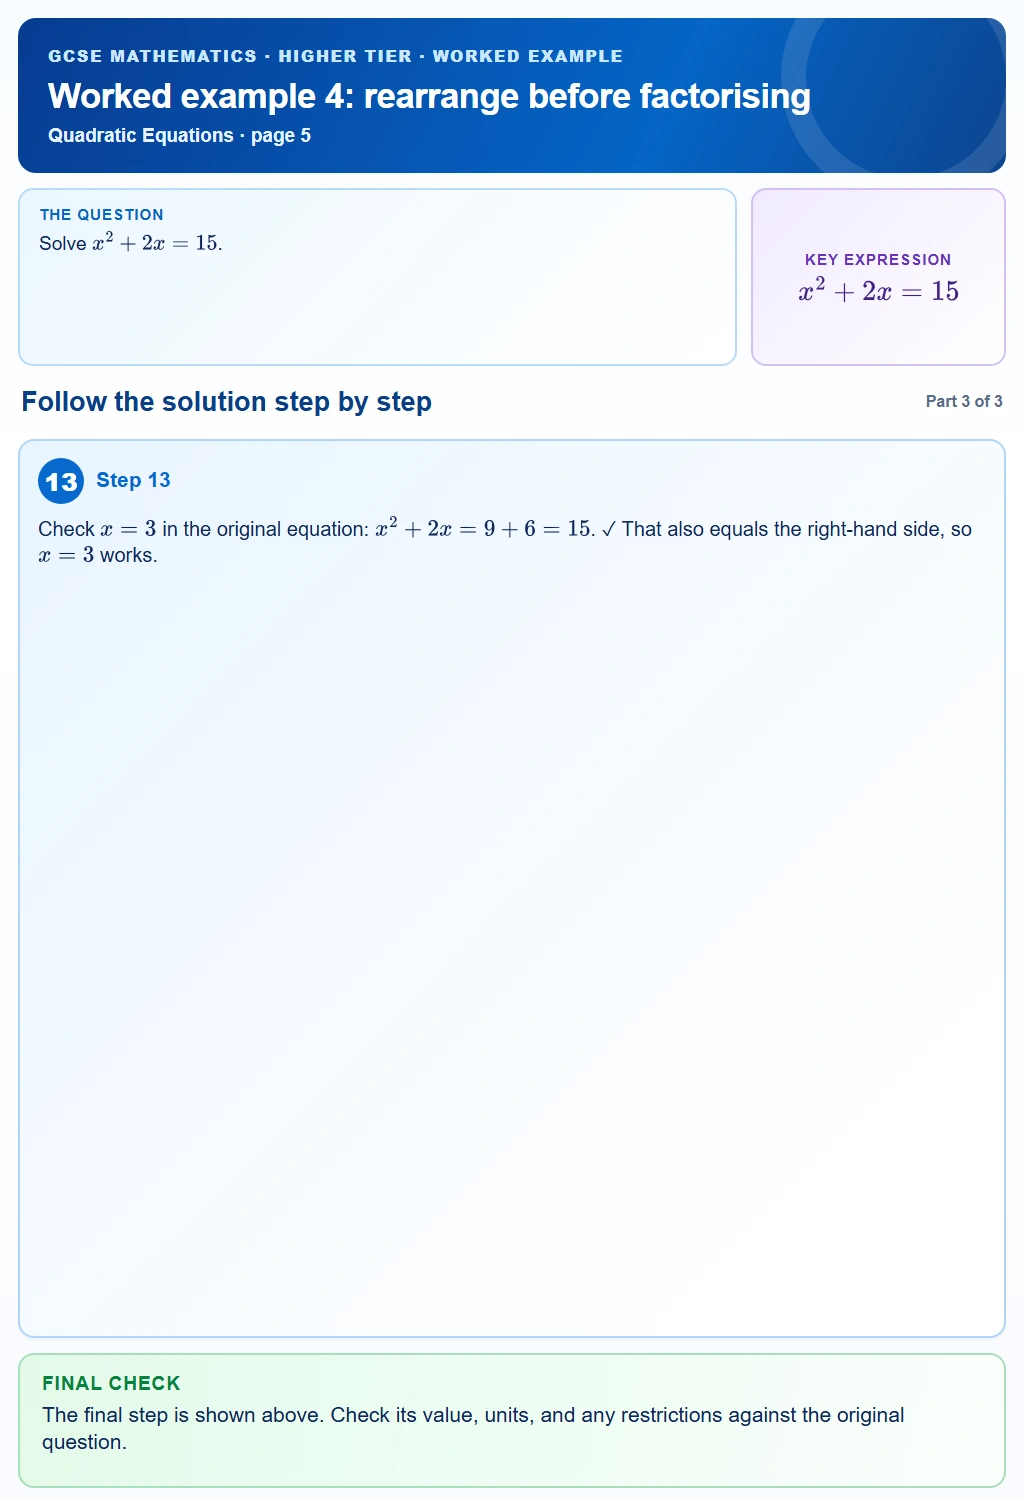 GCSE MATHEMATICS · HIGHER TIER · WORKED EXAMPLE
Worked example 4: rearrange before factorising
Quadratic Equations · page 5
THE QUESTION
Solve x² + 2x = 15.
KEY EXPRESSION
x² + 2x = 15
Follow the solution step by step
Part 3 of 3
13 Step 13
Check x = 3 in the original equation: x² + 2x = 9 + 6 = 15. ✓ That also equals the right-hand side, so
x = 3 works.
FINAL CHECK
The final step is shown above. Check its value, units, and any restrictions against the original
question.